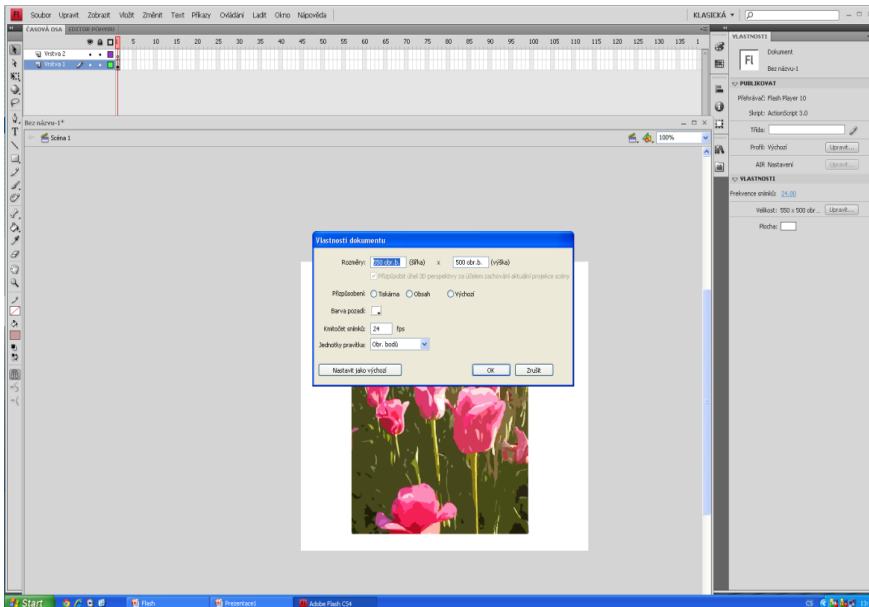 FL Soubor Upravit Zobrazit Vložit Změnit Text Příkazy Ovládání Ladit Okno Nápověda KLASICKÁ
ČASOVÁ OSA EDITOR POHYBU
5 10 15 20 25 30 35 40 45 50 55 60 65 70 75 80 85 90 95 100 105 110 115 120 125 130 135 1
Vrstva 2
Vrstva 1
Bez názvu-1*
Scéna 1 100%
VLASTNOSTI
Fl
Dokument
Bez názvu-1
PUBLIKOVAT
Přehrávač: Flash Player 10
Skript: ActionScript 3.0
Třída:
Profil: Výchozí Upravit...
AIR Nastavení Upravit...
VLASTNOSTI
Frekvence snímků: 24.00
Velikost: 550 x 500 obr... Upravit...
Plocha:
Vlastnosti dokumentu
Rozměry: 550 obr.b. (šířka) x 500 obr.b. (výška)
Přizpůsobit úhel 3D perspektivy za účelem zachování aktuální projekce scény
Přizpůsobení: Tiskárna Obsah Výchozí
Barva pozadí:
Kmitočet snímků: 24 fps
Jednotky pravítka: Obr. bodů
Nastavit jako výchozí OK Zrušit
Start Flash Prezentace1 Adobe Flash CS4 CS